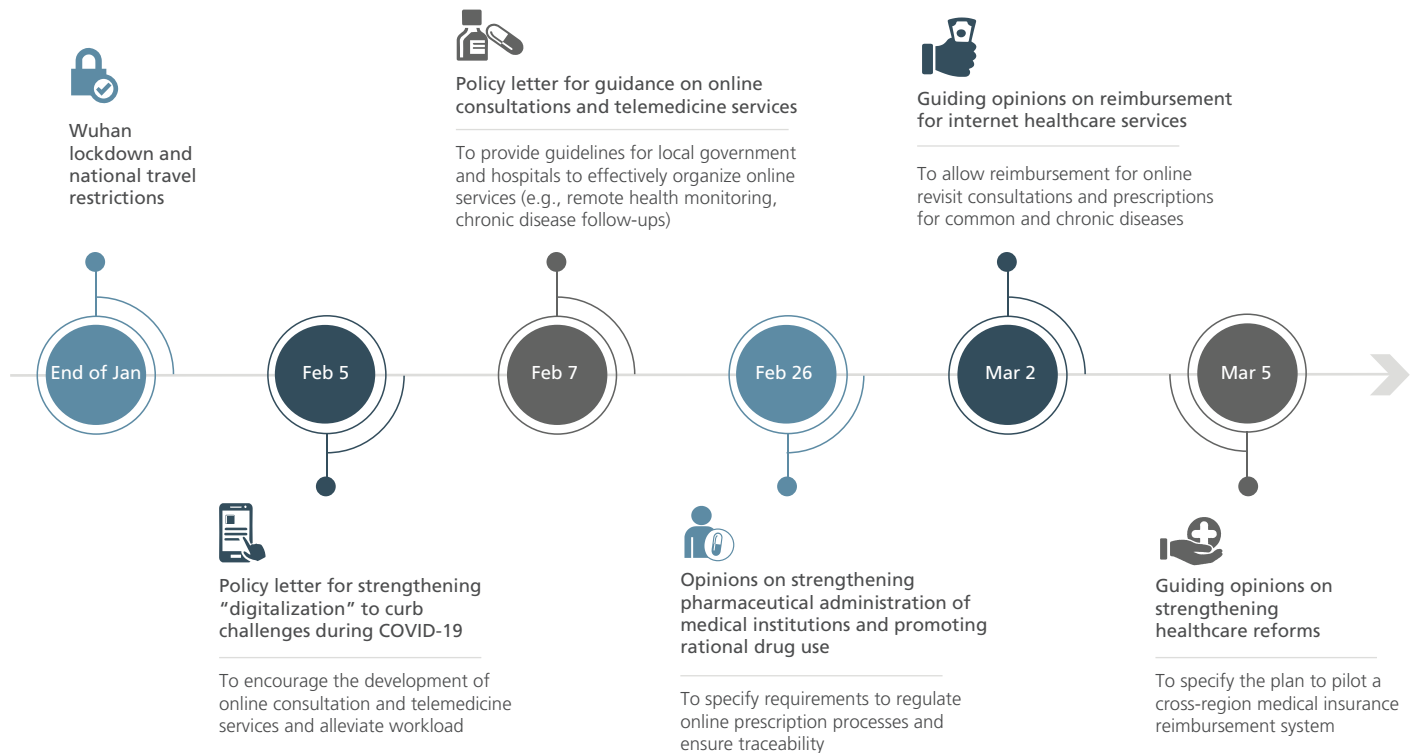 Wuhan
lockdown and
national travel
restrictions
Policy letter for guidance on online
consultations and telemedicine services
To provide guidelines for local government
and hospitals to effectively organize online
services (e.g., remote health monitoring,
chronic disease follow-ups)
Guiding opinions on reimbursement
for internet healthcare services
To allow reimbursement for online
revisit consultations and prescriptions
for common and chronic diseases
End of Jan
Feb 5
Feb 7
Feb 26
Mar 2
Mar 5
Policy letter for strengthening
“digitalization” to curb
challenges during COVID-19
To encourage the development of
online consultation and telemedicine
services and alleviate workload
Opinions on strengthening
pharmaceutical administration of
medical institutions and promoting
rational drug use
To specify requirements to regulate
online prescription processes and
ensure traceability
Guiding opinions on
strengthening
healthcare reforms
To specify the plan to pilot a
cross-region medical insurance
reimbursement system